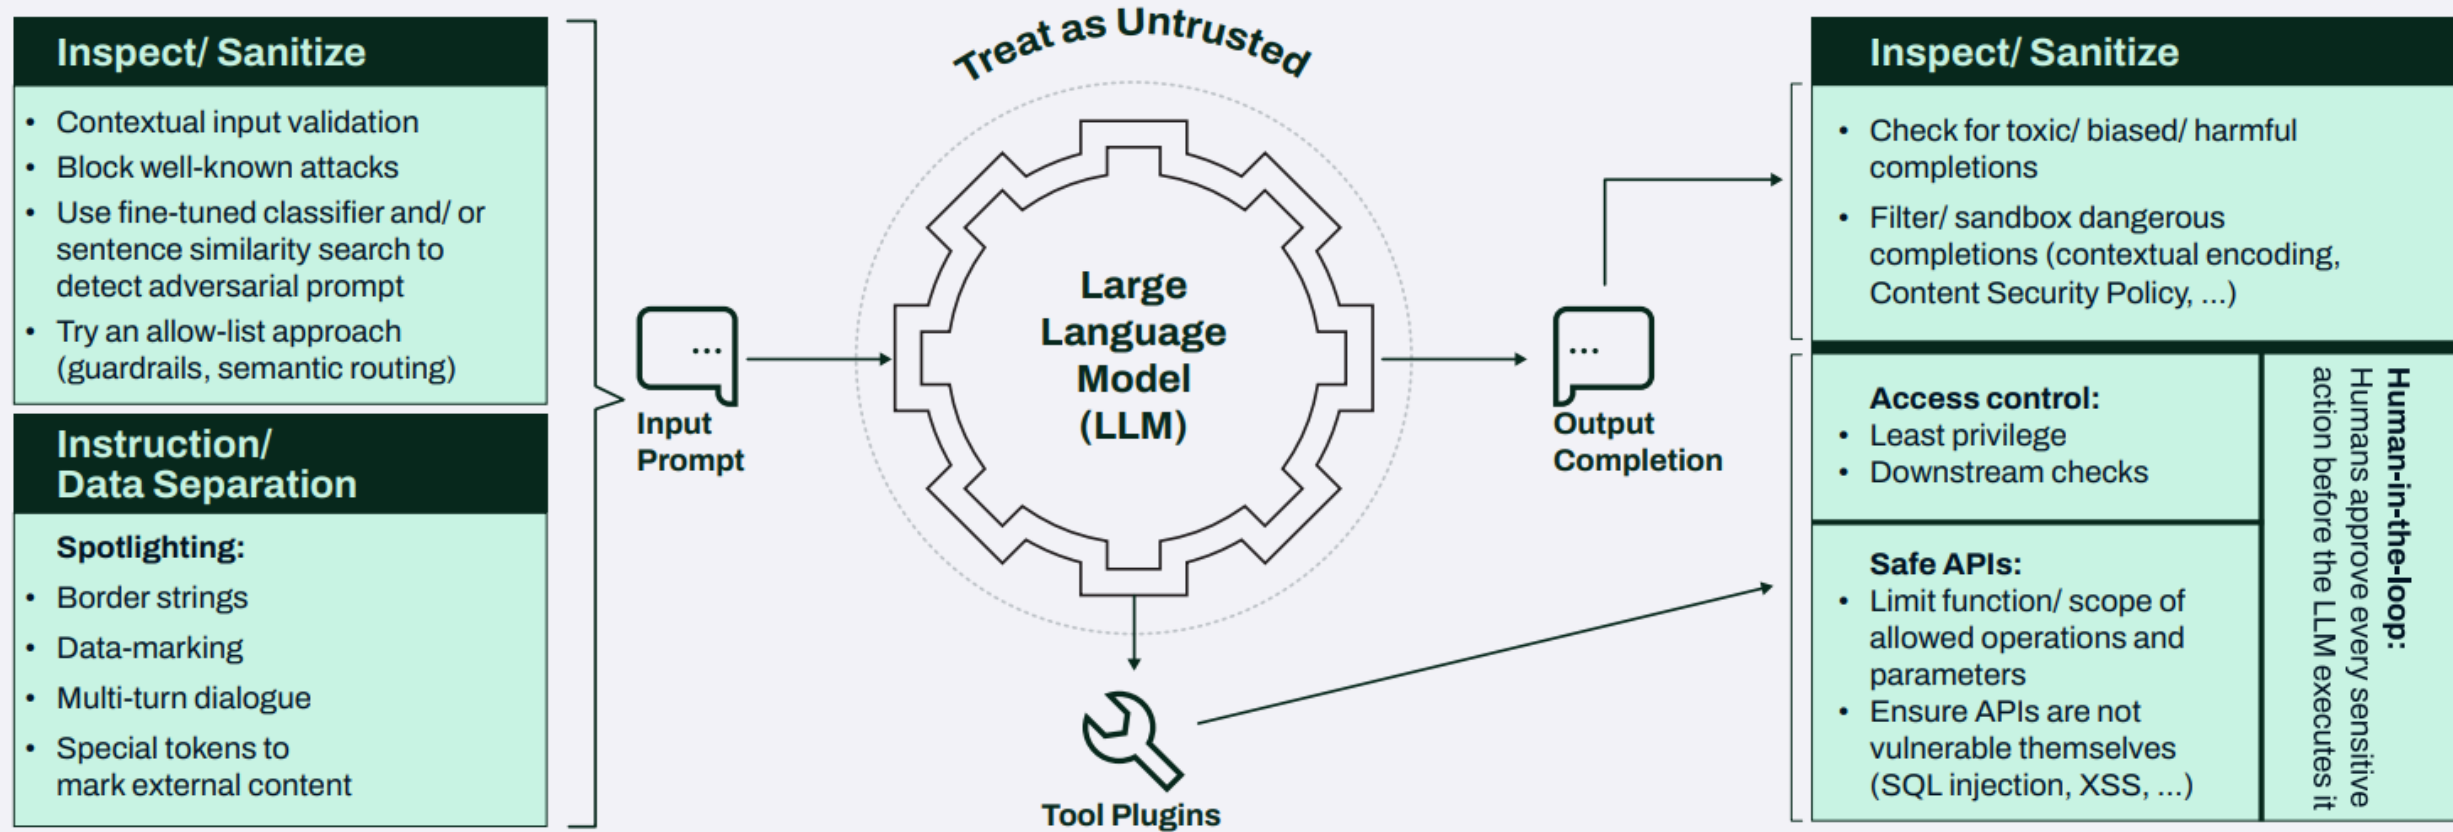 Inspect/ Sanitize
• Contextual input validation
• Block well-known attacks
• Use fine-tuned classifier and/ or
sentence similarity search to
detect adversarial prompt
• Try an allow-list approach
(guardrails, semantic routing)
Instruction/
Data Separation
Spotlighting:
• Border strings
• Data-marking
• Multi-turn dialogue
• Special tokens to
mark external content
Input
Prompt
Treat as Untrusted
Large
Language
Model
(LLM)
Tool Plugins
Output
Completion
Inspect/ Sanitize
• Check for toxic/ biased/ harmful
completions
• Filter/ sandbox dangerous
completions (contextual encoding,
Content Security Policy, ...)
Access control:
• Least privilege
• Downstream checks
Safe APIs:
• Limit function/ scope of
allowed operations and
parameters
• Ensure APIs are not
vulnerable themselves
(SQL injection, XSS, ...)
Human-in-the-loop:
Humans approve every sensitive
action before the LLM executes it